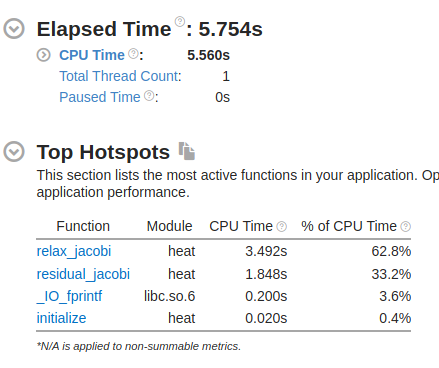 Elapsed Time ?: 5.754s
CPU Time ?: 5.560s
Total Thread Count: 1
Paused Time ?: 0s
Top Hotspots
This section lists the most active functions in your application. Op
application performance.
Function Module CPU Time ? % of CPU Time ?
relax_jacobi heat 3.492s 62.8%
residual_jacobi heat 1.848s 33.2%
_IO_fprintf libc.so.6 0.200s 3.6%
initialize heat 0.020s 0.4%
*N/A is applied to non-summable metrics.